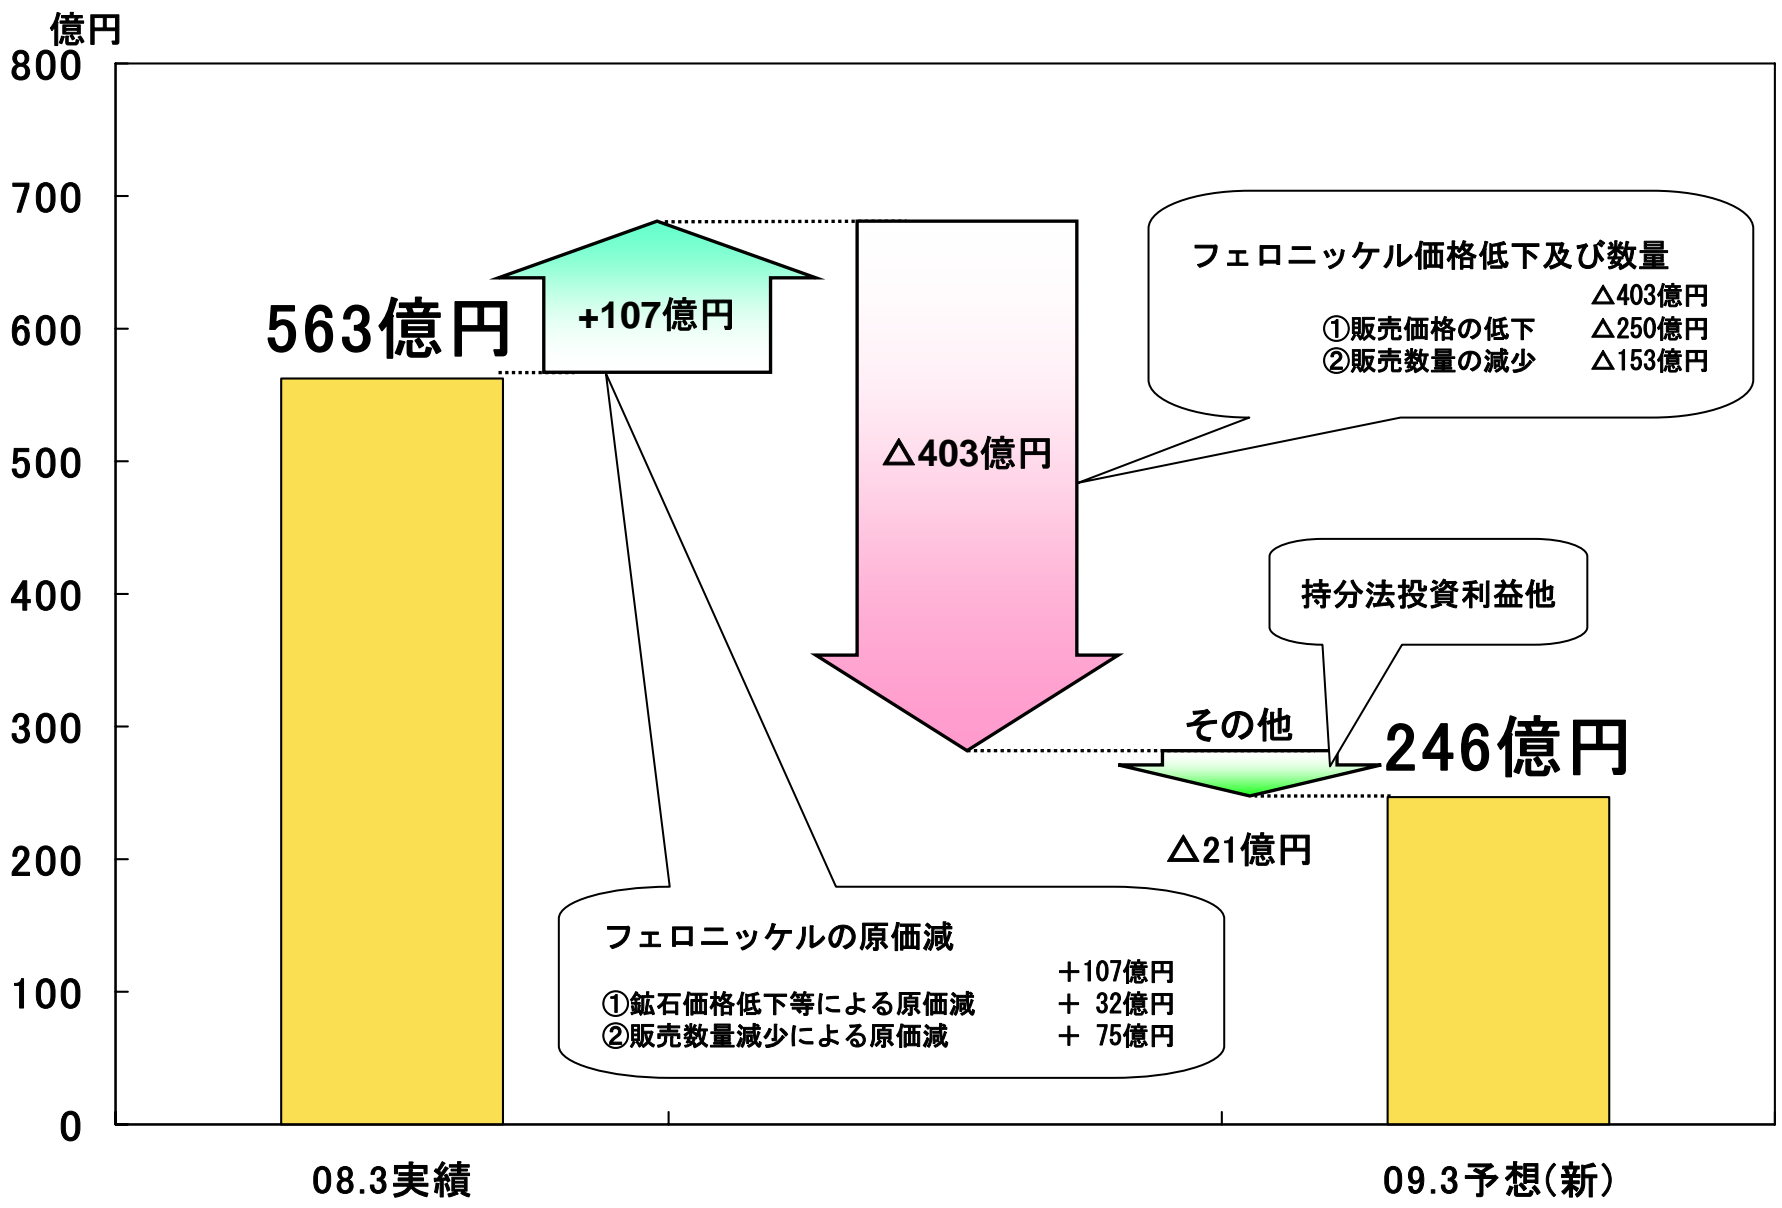 億円
800
700
600
500
400
300
200
100
0
563億円
+107億円
△403億円
フェロニッケル価格低下及び数量
△403億円
①販売価格の低下 △250億円
②販売数量の減少 △153億円
持分法投資利益他
その他
246億円
△21億円
フェロニッケルの原価減
＋107億円
①鉱石価格低下等による原価減 ＋ 32億円
②販売数量減少による原価減 ＋ 75億円
08.3実績
09.3予想(新)